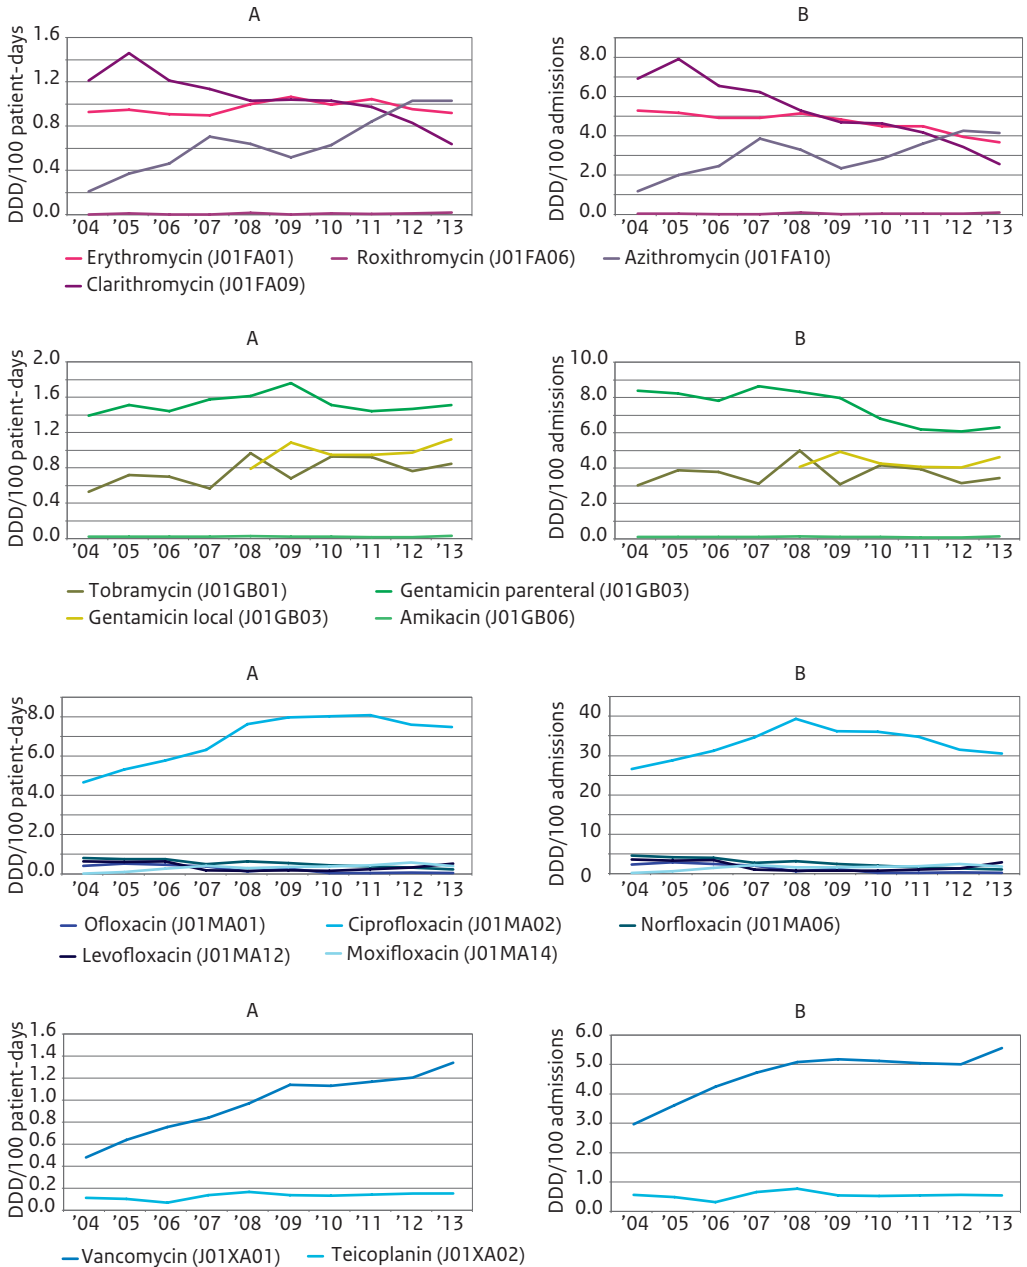 A
B
DDD/100 patient-days
1.6
1.2
0.8
0.4
0.0
'04 '05 '06 '07 '08 '09 '10 '11 '12 '13
DDD/100 admissions
8.0
6.0
4.0
2.0
0.0
'04 '05 '06 '07 '08 '09 '10 '11 '12 '13
Erythromycin (J01FA01) Roxithromycin (J01FA06) Azithromycin (J01FA10)
Clarithromycin (J01FA09)
A
B
DDD/100 patient-days
2.0
1.6
1.2
0.8
0.4
0.0
'04 '05 '06 '07 '08 '09 '10 '11 '12 '13
DDD/100 admissions
10.0
8.0
6.0
4.0
2.0
0.0
'04 '05 '06 '07 '08 '09 '10 '11 '12 '13
Tobramycin (J01GB01) Gentamicin parenteral (J01GB03)
Gentamicin local (J01GB03) Amikacin (J01GB06)
A
B
DDD/100 patient-days
8.0
6.0
4.0
2.0
0.0
'04 '05 '06 '07 '08 '09 '10 '11 '12 '13
DDD/100 admissions
40
30
20
10
0
'04 '05 '06 '07 '08 '09 '10 '11 '12 '13
Ofloxacin (J01MA01) Ciprofloxacin (J01MA02) Norfloxacin (J01MA06)
Levofloxacin (J01MA12) Moxifloxacin (J01MA14)
A
B
DDD/100 patient-days
1.6
1.4
1.2
0.8
0.6
0.4
0.2
0.0
'04 '05 '06 '07 '08 '09 '10 '11 '12 '13
DDD/100 admissions
6.0
5.0
4.0
3.0
2.0
1.0
0.0
'04 '05 '06 '07 '08 '09 '10 '11 '12 '13
Vancomycin (J01XA01) Teicoplanin (J01XA02)